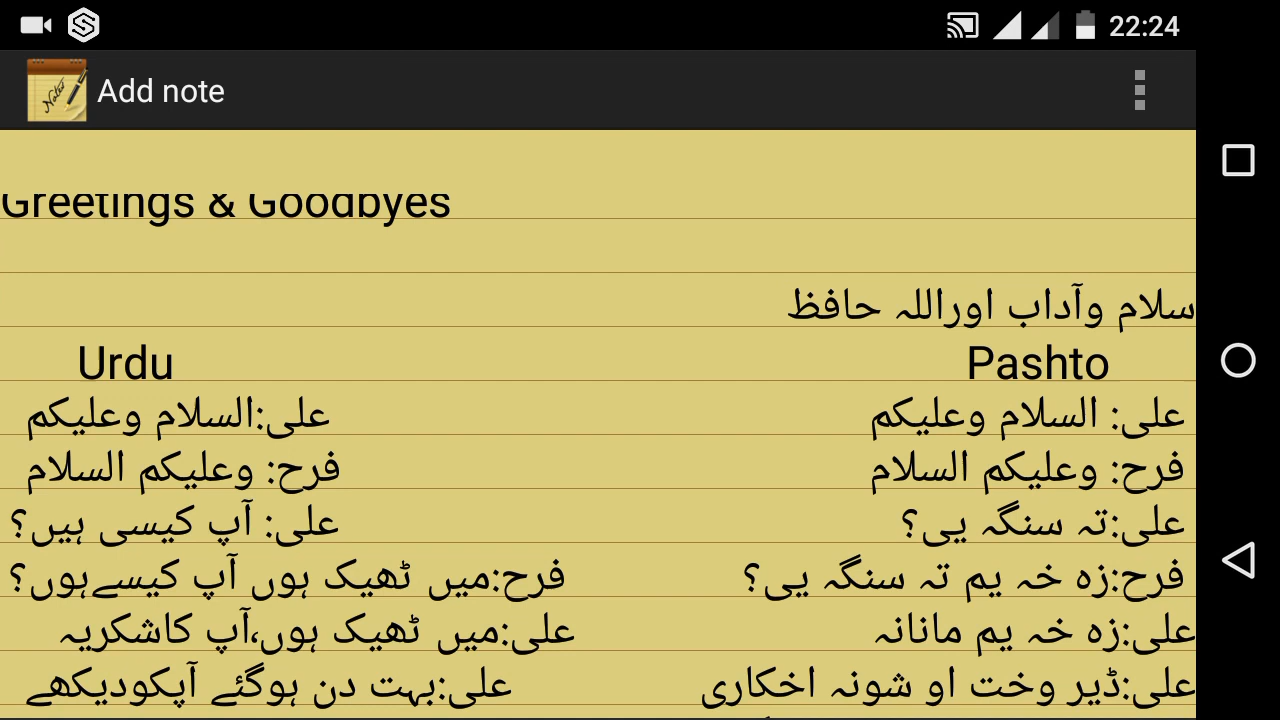 22:24
Notes
Add note
Greetings & Goodbyes
سلام وآداب اوراللہ حافظ
Urdu Pashto
علی:السلام وعلیکم علی: السلام وعلیکم
فرح: وعلیکم السلام فرح: وعلیکم السلام
علی: آپ کیسی ہیں؟ علی:تہ سنگہ یی؟
فرح:میں ٹھیک ہوں آپ کیسےہوں؟ فرح:زہ خہ یم تہ سنگہ یی؟
علی:میں ٹھیک ہوں،آپ کاشکریہ علی:زہ خہ یم مانانہ
علی:بہت دن ہوگئے آپکودیکھے علی:ڈیر وخت او شونہ اخکاری